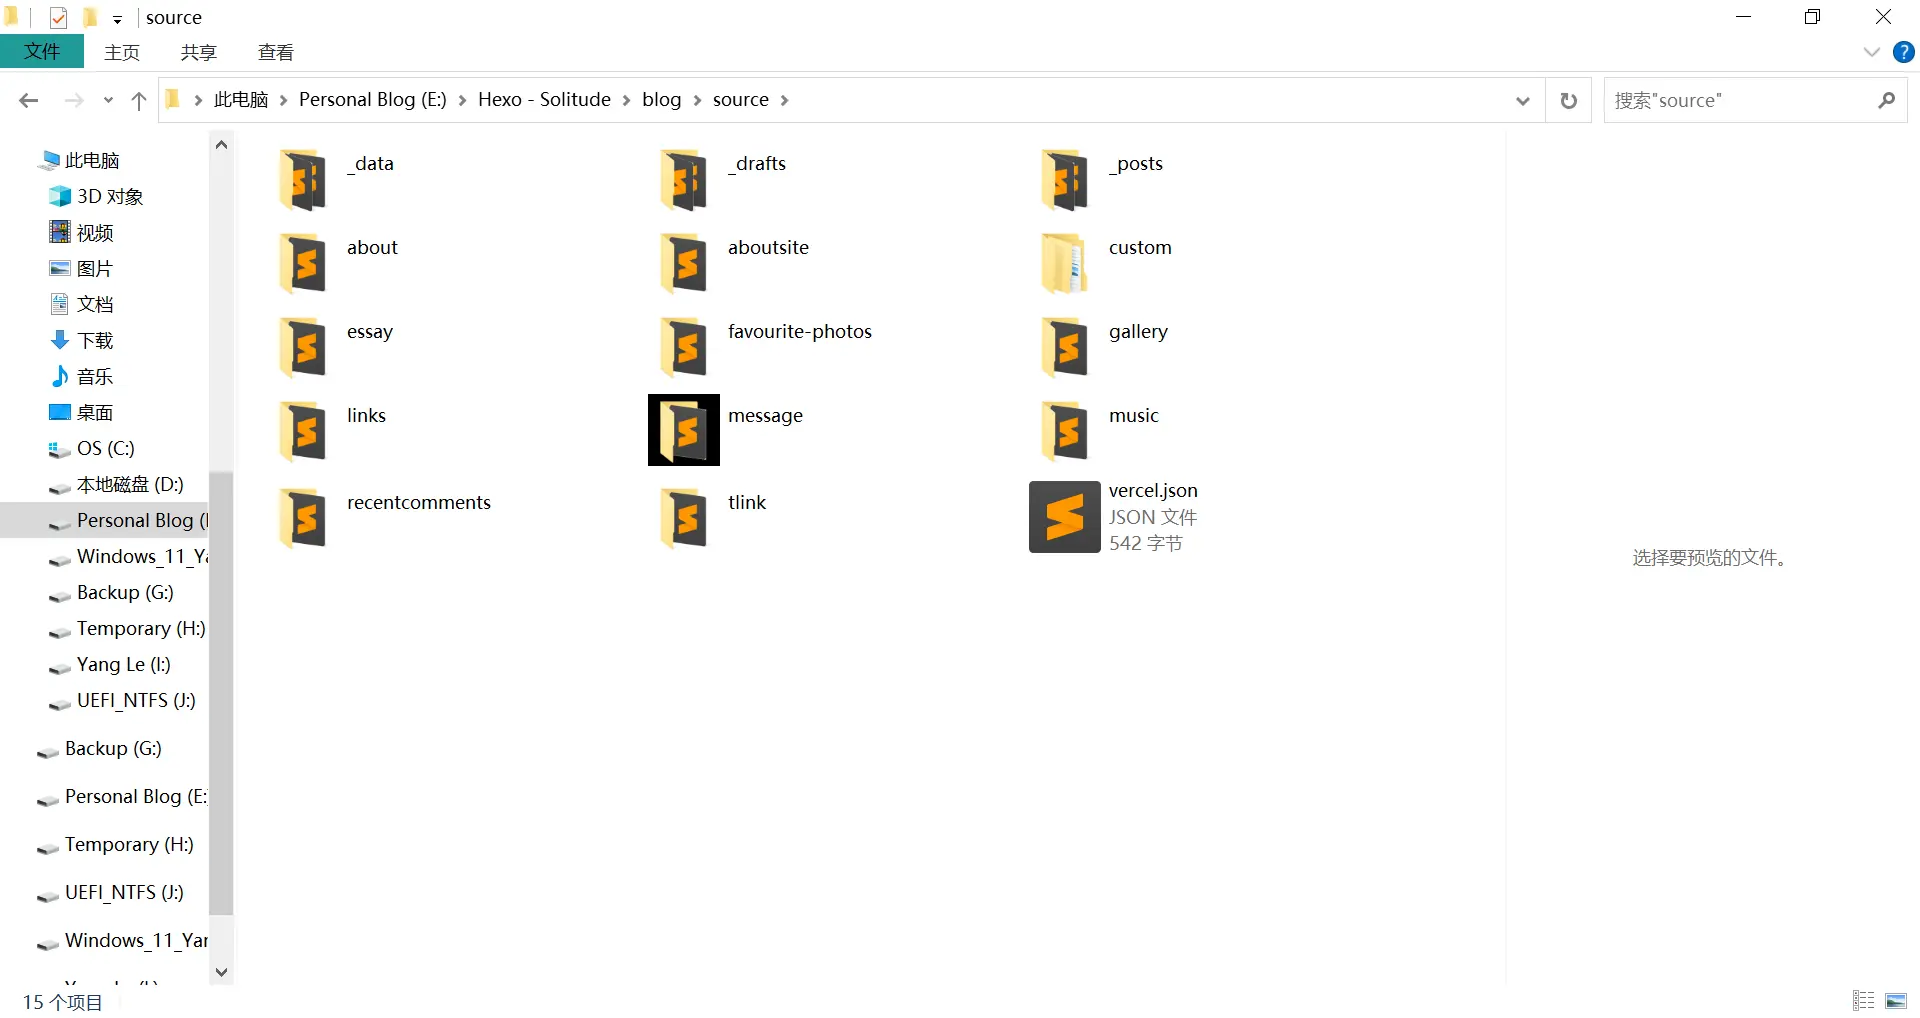 source
文件 主页 共享 查看
此电脑 Personal Blog (E:) Hexo - Solitude blog source
搜索"source"
此电脑
3D 对象
视频
图片
文档
下载
音乐
桌面
OS (C:)
本地磁盘 (D:)
Personal Blog (
Windows_11_Ya
Backup (G:)
Temporary (H:)
Yang Le (I:)
UEFI_NTFS (J:)
Backup (G:)
Personal Blog (E:
Temporary (H:)
UEFI_NTFS (J:)
Windows_11_Yar
_data _drafts _posts
about aboutsite custom
essay favourite-photos gallery
links message music
recentcomments tlink vercel.json
JSON 文件
542 字节
选择要预览的文件。
15 个项目